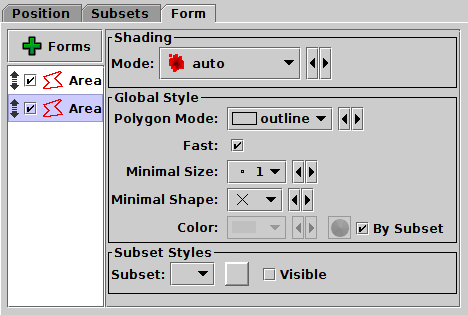 Position Subsets Form
Forms
Area
Area
Shading
Mode: auto
Global Style
Polygon Mode: outline
Fast:
Minimal Size: 1
Minimal Shape:
Color: By Subset
Subset Styles
Subset: Visible